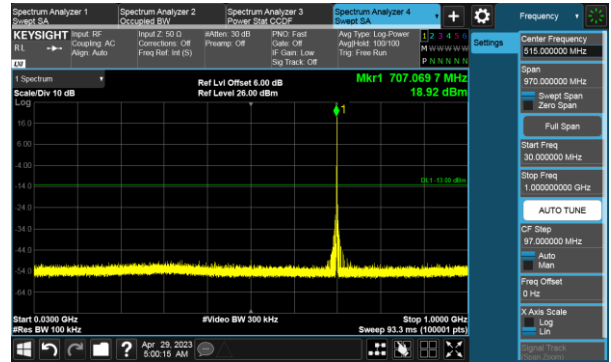 Spectrum Analyzer 1
Swept SA
Spectrum Analyzer 2
Occupied BW
Spectrum Analyzer 3
Power Stat CCDF
Spectrum Analyzer 4
Swept SA
Frequency
KEYSIGHT
RL
Input: RF
Coupling: AC
Align: Auto
Input Z: 50 Ω
Corrections: Off
Freq Ref: Int (S)
#Atten: 30 dB
Preamp: Off
PNO: Fast
Gate: Off
IF Gain: Low
Sig Track: Off
Avg Type: Log-Power
Avg|Hold: 100/100
Trig: Free Run
1 2 3 4 5 6
M W W W W W
P N N N N N
1 Spectrum
Scale/Div 10 dB
Log
Ref Lvl Offset 6.00 dB
Ref Level 26.00 dBm
Mkr1 707.069 7 MHz
18.92 dBm
1
16.0
6.00
-4.00
-14.0
-24.0
-34.0
-44.0
-54.0
-64.0
DL1 -13.00 dBm
Start 0.0300 GHz
#Res BW 100 kHz
#Video BW 300 kHz
Stop 1.0000 GHz
Sweep 93.3 ms (100001 pts)
Settings
Center Frequency
515.000000 MHz
Span
970.000000 MHz
Swept Span
Zero Span
Full Span
Start Freq
30.000000 MHz
Stop Freq
1.000000000 GHz
AUTO TUNE
CF Step
97.000000 MHz
Auto
Man
Freq Offset
0 Hz
X Axis Scale
Log
Lin
Signal Track
(Span Zoom)
Apr 29, 2023
5:00:15 AM